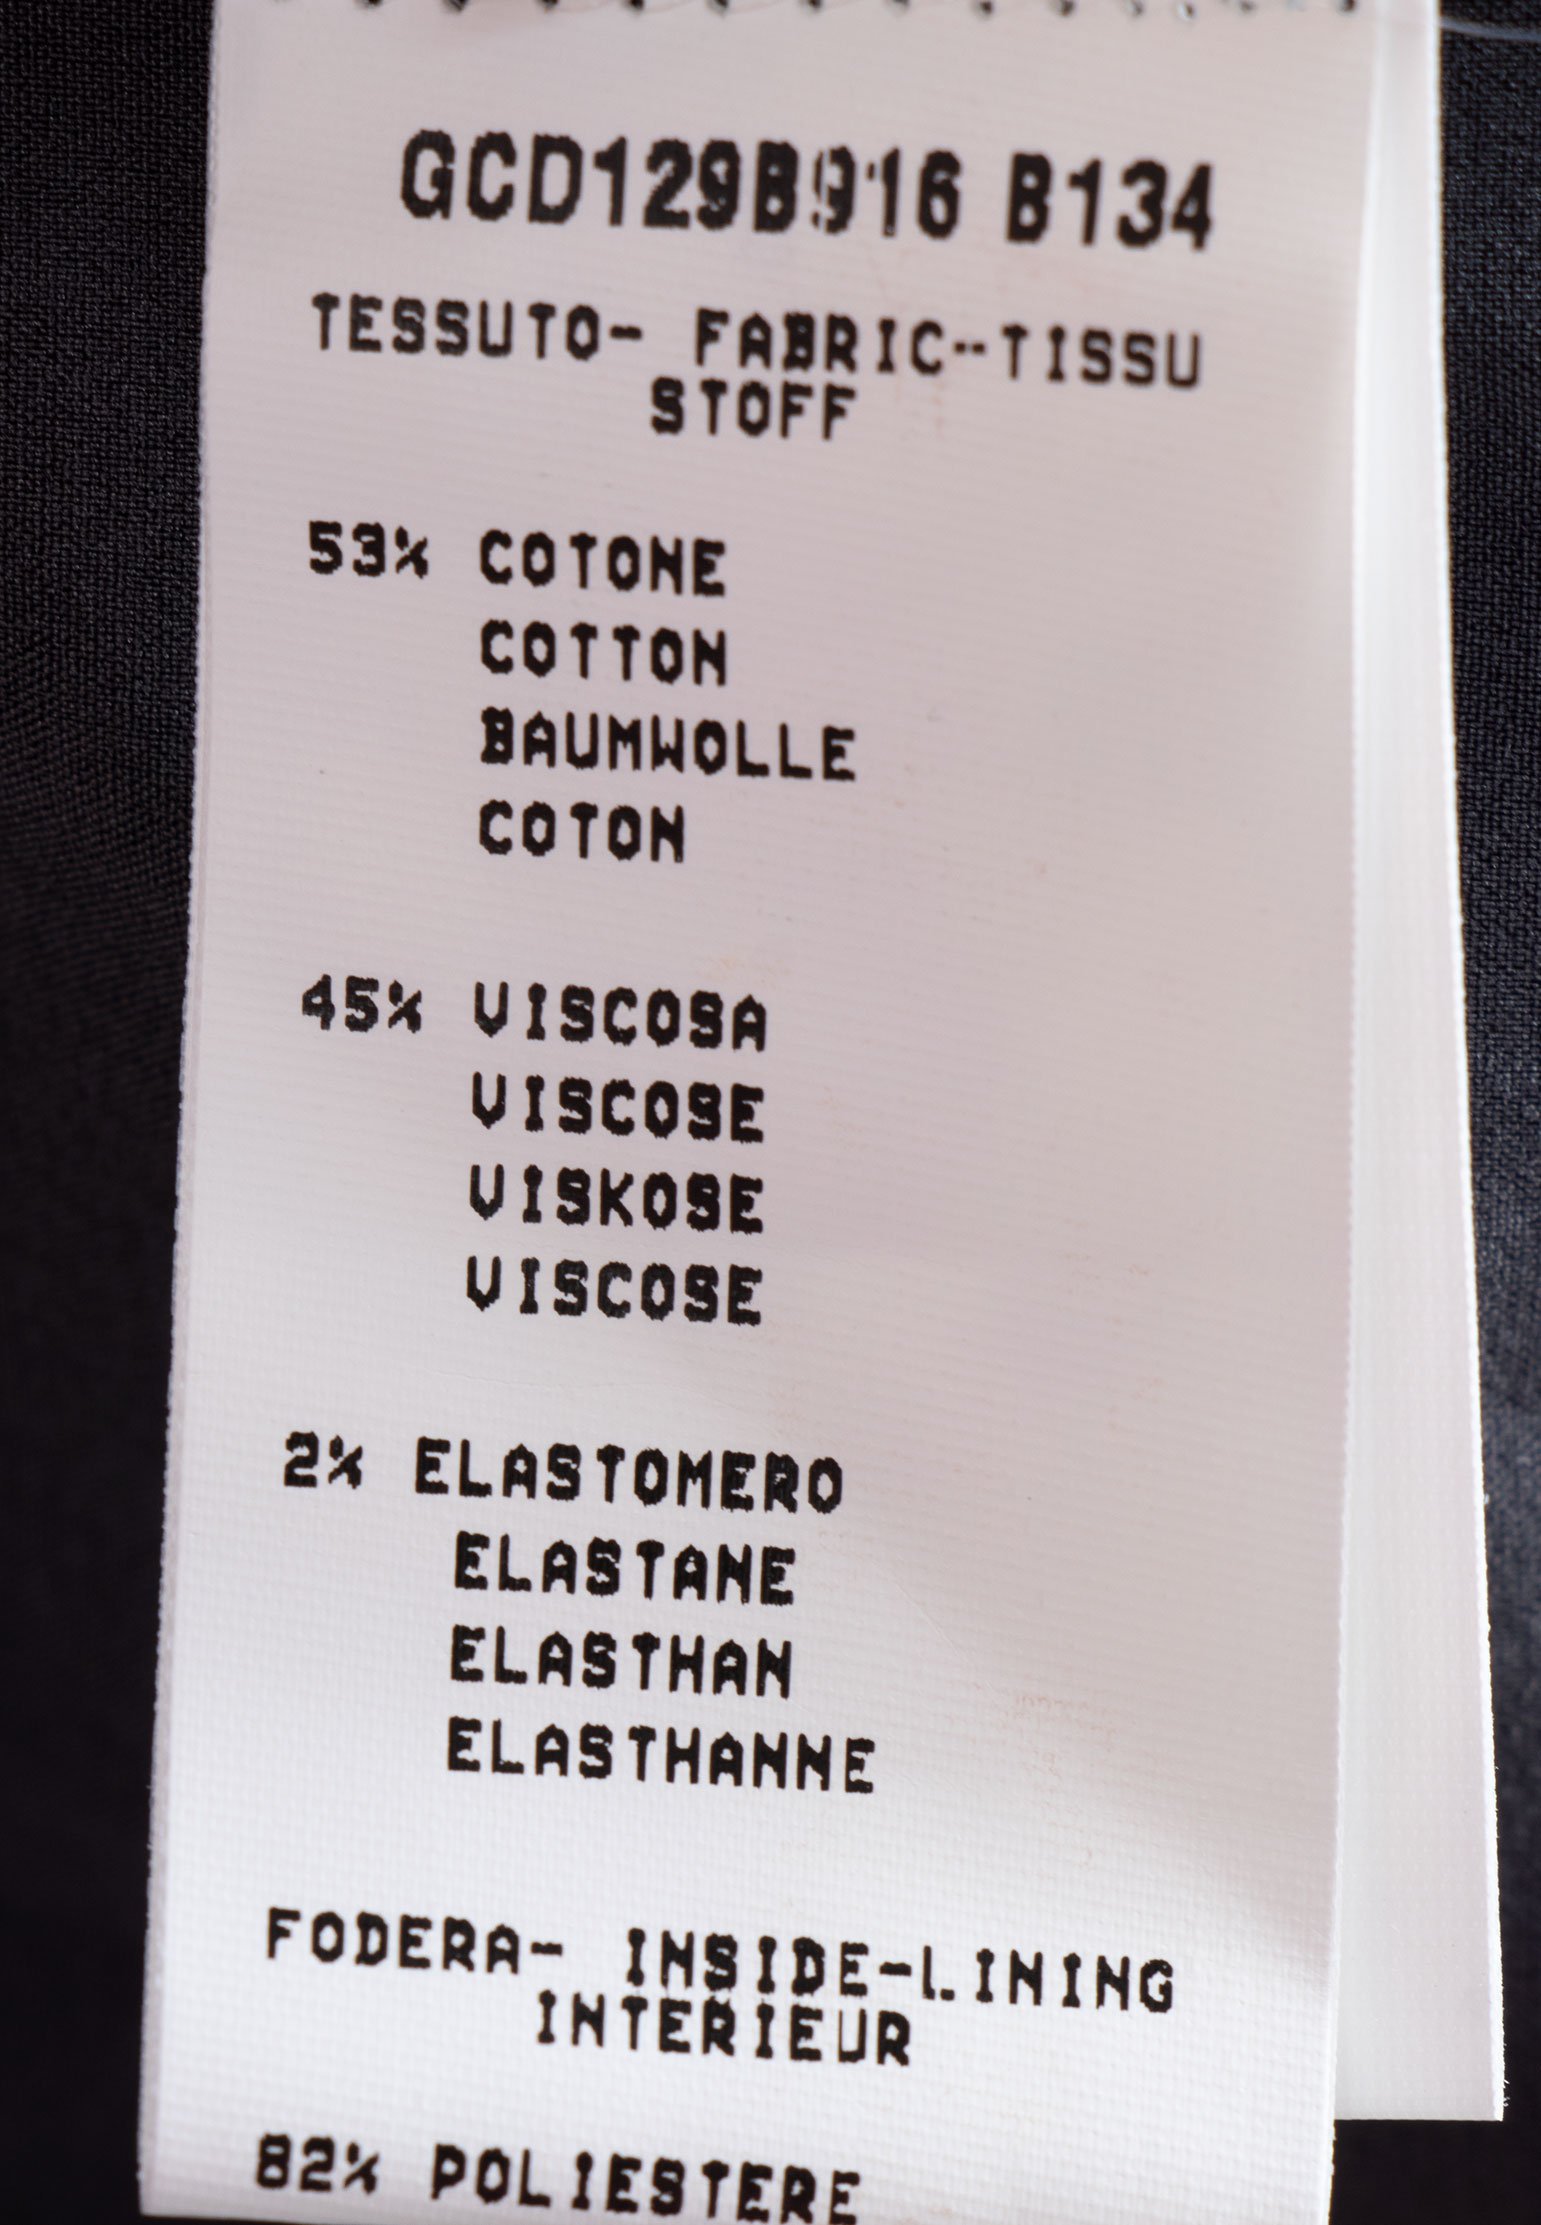 GCD129B916 B134
TESSUTO- FABRIC--TISSU
STOFF
53% COTONE
COTTON
BAUMWOLLE
COTON
45% VISCOSA
VISCOSE
VISKOSE
VISCOSE
2% ELASTOMERO
ELASTANE
ELASTHAN
ELASTHANNE
FODERA- INSIDE-LINING
INTERIEUR
82% POLIESTERE